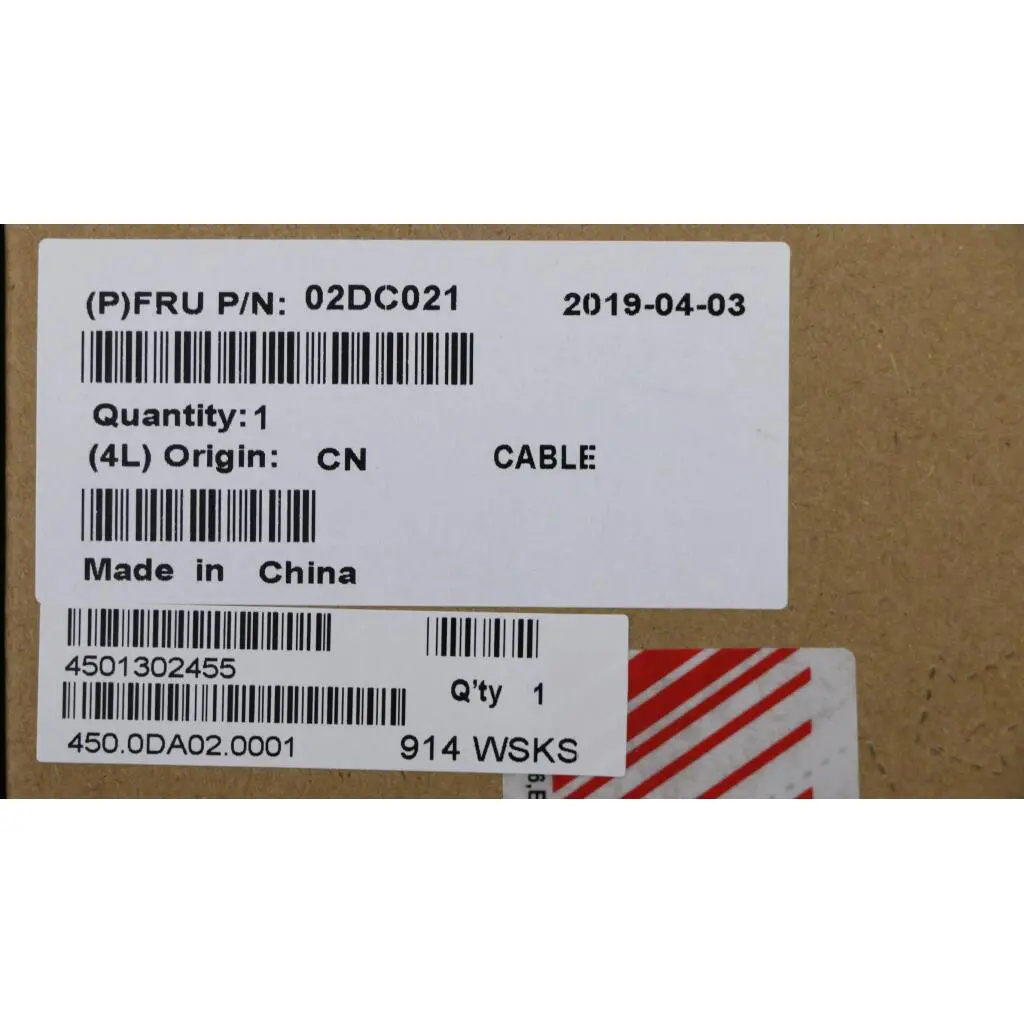 (P)FRU P/N: 02DC021 2019-04-03
Quantity: 1
(4L) Origin: CN CABLE
Made in China
4501302455
Q'ty 1
450.0DA02.0001 914 WSKS